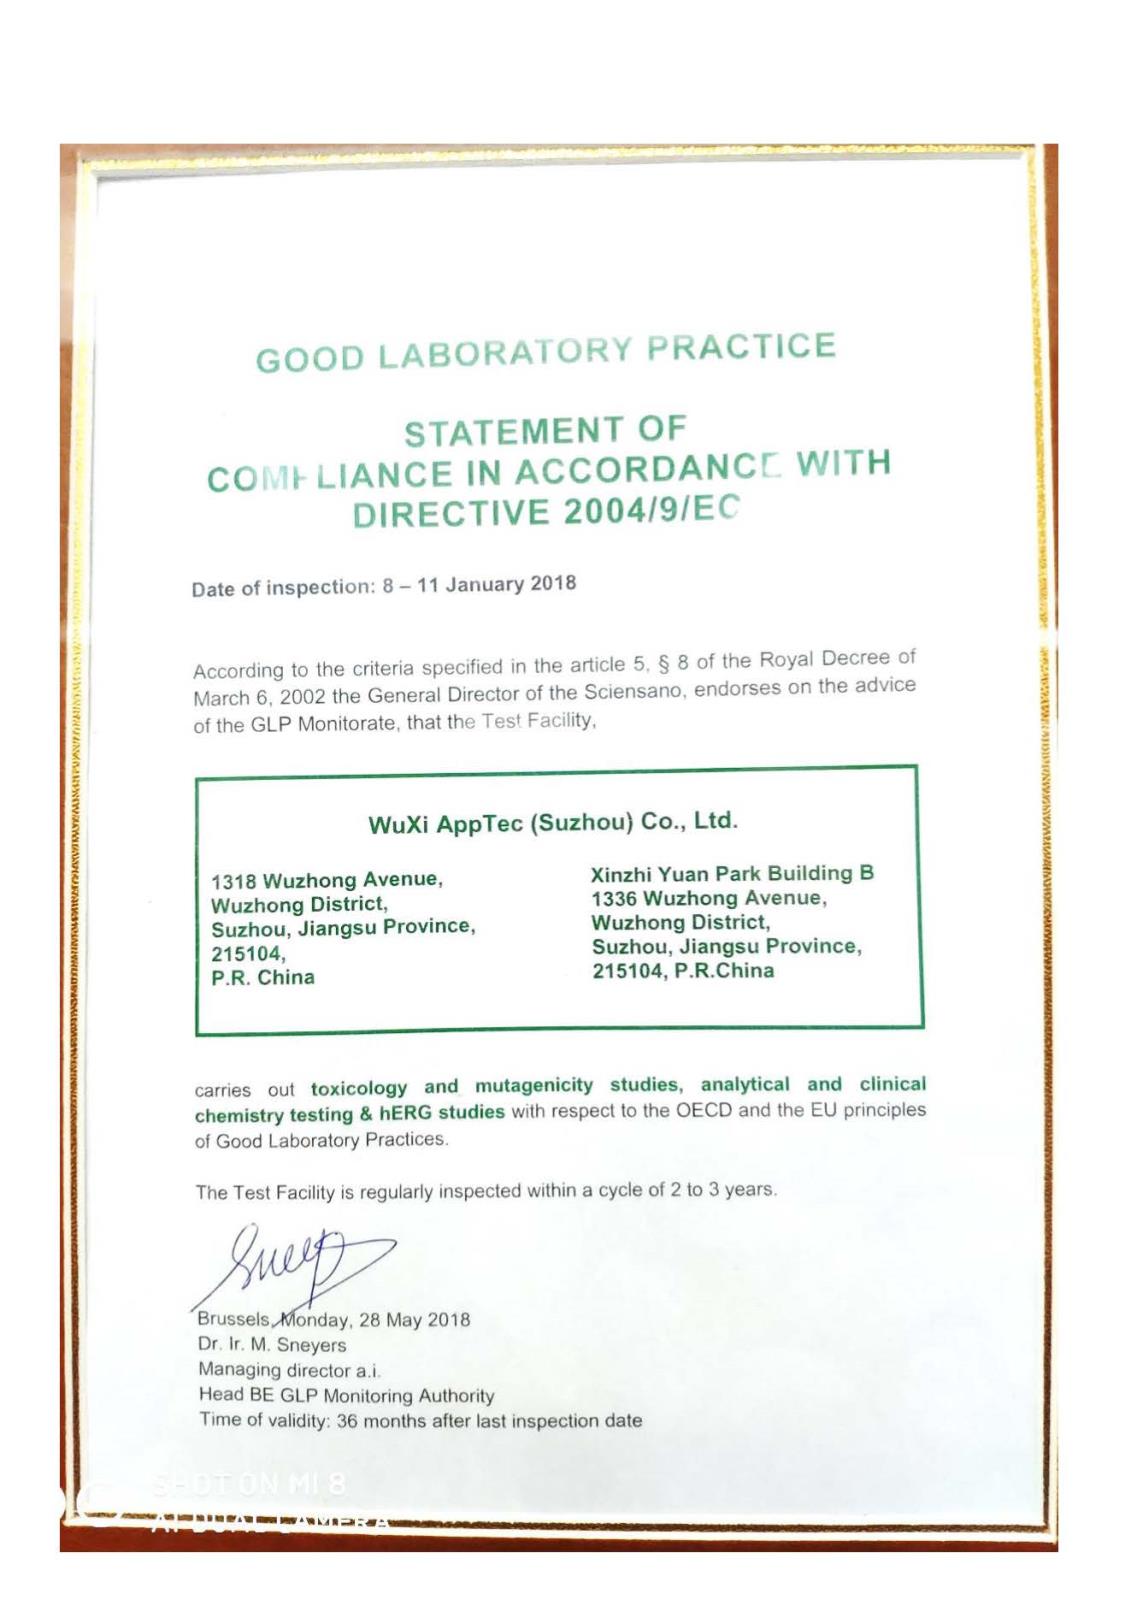 GOOD LABORATORY PRACTICE
STATEMENT OF
COMPLIANCE IN ACCORDANCE WITH
DIRECTIVE 2004/9/EC
Date of inspection: 8 – 11 January 2018
According to the criteria specified in the article 5, § 8 of the Royal Decree of
March 6, 2002 the General Director of the Sciensano, endorses on the advice
of the GLP Monitorate, that the Test Facility,
WuXi AppTec (Suzhou) Co., Ltd.
1318 Wuzhong Avenue,
Wuzhong District,
Suzhou, Jiangsu Province,
215104,
P.R. China
Xinzhi Yuan Park Building B
1336 Wuzhong Avenue,
Wuzhong District,
Suzhou, Jiangsu Province,
215104, P.R.China
carries out toxicology and mutagenicity studies, analytical and clinical
chemistry testing & hERG studies with respect to the OECD and the EU principles
of Good Laboratory Practices.
The Test Facility is regularly inspected within a cycle of 2 to 3 years.
Brussels, Monday, 28 May 2018
Dr. Ir. M. Sneyers
Managing director a.i.
Head BE GLP Monitoring Authority
Time of validity: 36 months after last inspection date
SHOT ON MI 8
AI DUAL CAMERA